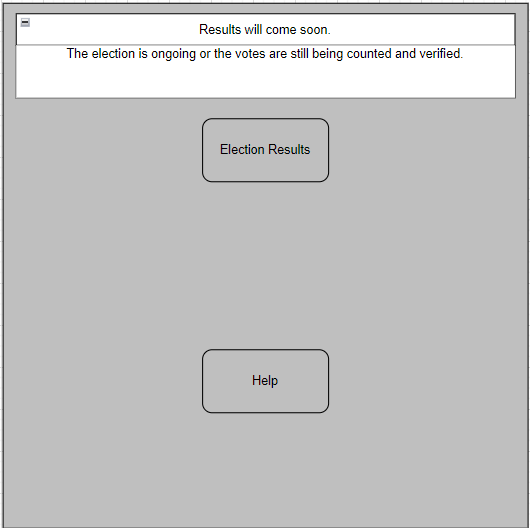 Results will come soon.
The election is ongoing or the votes are still being counted and verified.
Election Results
Help